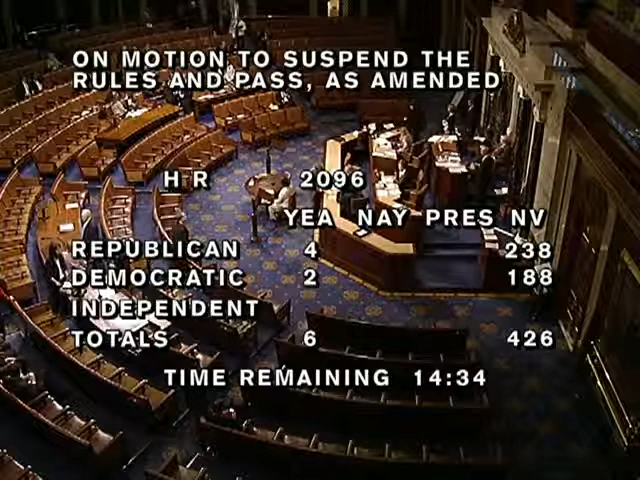 ON MOTION TO SUSPEND THE
RULES AND PASS, AS AMENDED
H R 2096
YEA NAY PRES NV
REPUBLICAN 4 238
DEMOCRATIC 2 188
INDEPENDENT
TOTALS 6 426
TIME REMAINING 14:34